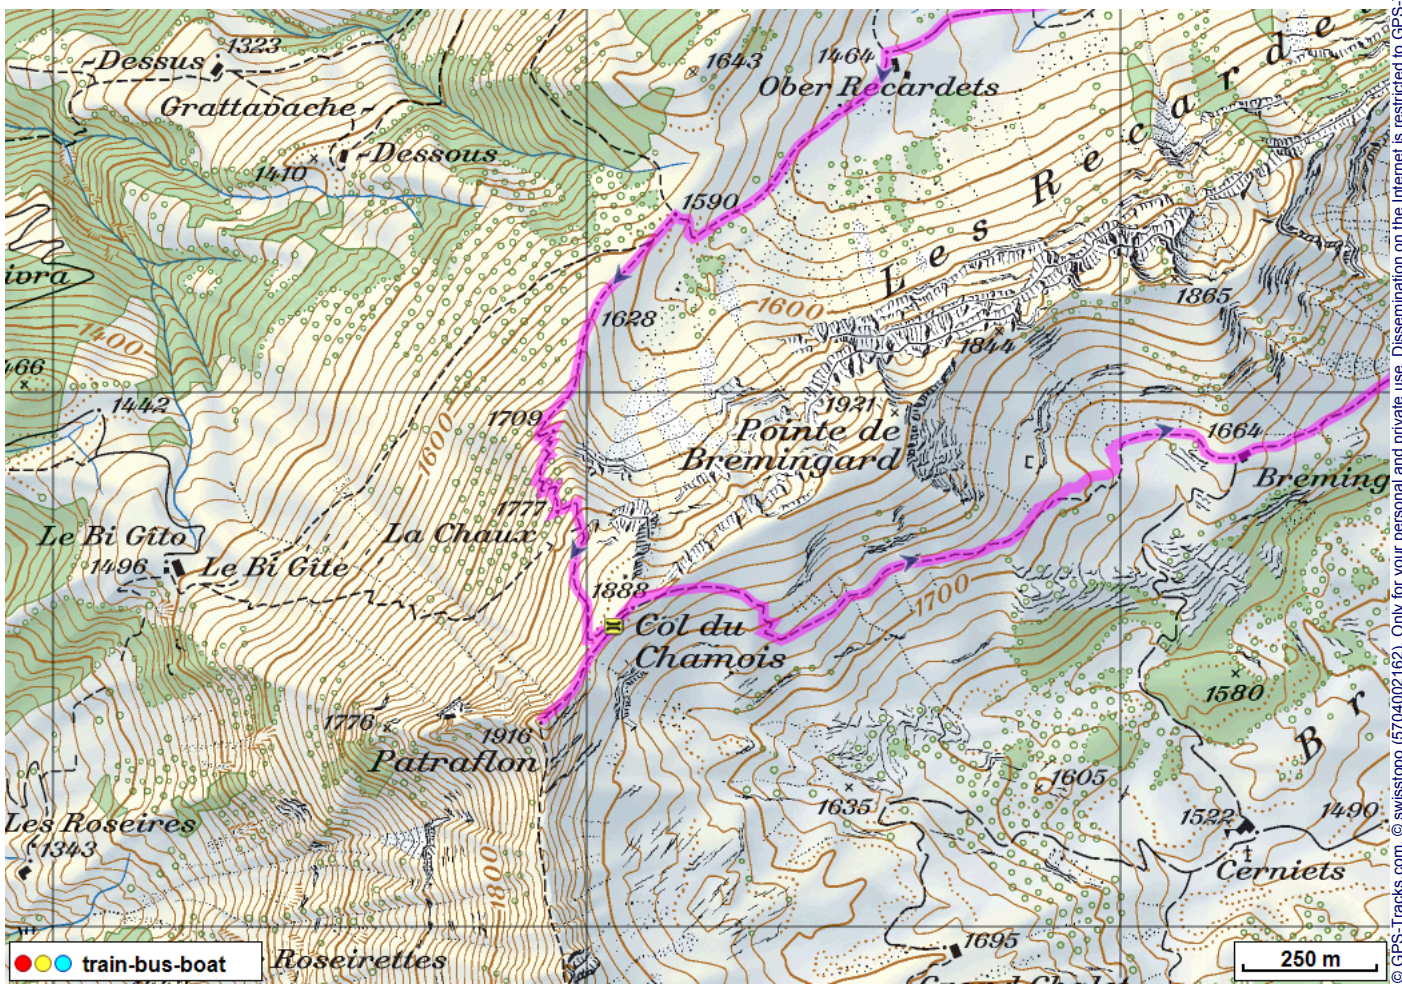 1323
-Dessus
Grattavache-
-Dessous
1410
1643
1464
Ober Recardets
Les Recardets
1590
ivra
1400
466
1442
1628
1600
1865
1844
1709
1921
Pointe de
Bremingard
1600
1664
Breming
1777
La Chaux
Le Bi Gîto
1496
Le Bi Gîte
1888
1700
Col du
Chamois
1580
1776
1916
Patraflon
Br
1605
1635
1522
1490
Cerniets
Les Roseires
1343
1800
1695
Roseirettes
train-bus-boat
250 m
© GPS-Tracks.com, © swisstopo (5704002162). Only for your personal and private use. Dissemination on the Internet is restricted to GPS-